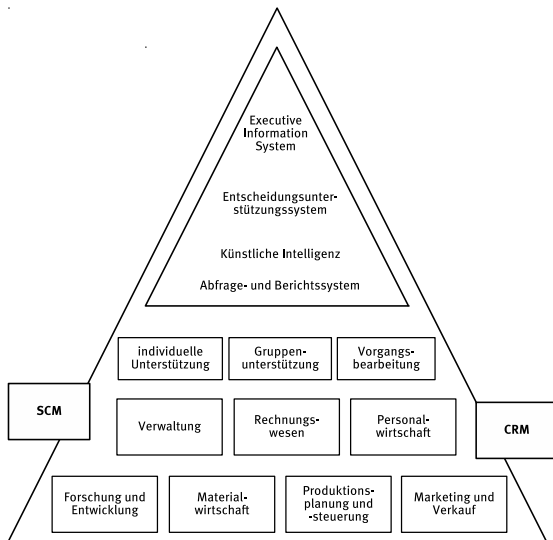 Executive
Information
System
Entscheidungsunter-
stützungssystem
Künstliche Intelligenz
Abfrage- und Berichtssystem
individuelle
Unterstützung
Gruppen-
unterstützung
Vorgangs-
bearbeitung
SCM
Verwaltung
Rechnungs-
wesen
Personal-
wirtschaft
CRM
Forschung und
Entwicklung
Material-
wirtschaft
Produktions-
planung und
-steuerung
Marketing und
Verkauf